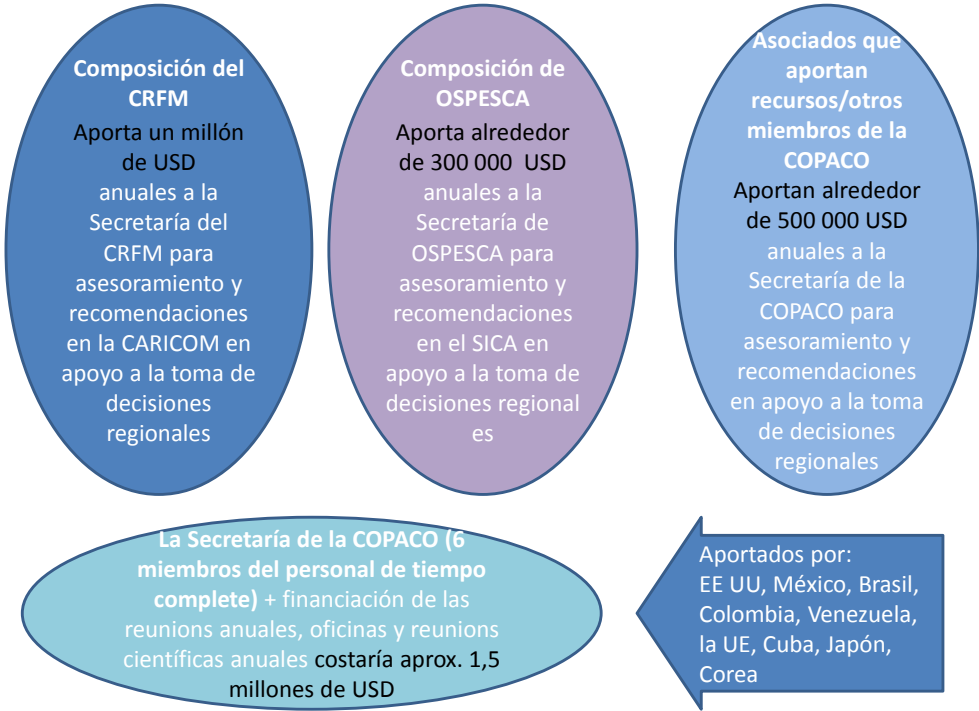 Composición del
CRFM
Aporta un millón
de USD
anuales a la
Secretaría del
CRFM para
asesoramiento y
recomendaciones
en la CARICOM en
apoyo a la toma de
decisiones
regionales
Composición de
OSPESCA
Aporta alrededor
de 300 000 USD
anuales a la
Secretaría de
OSPESCA para
asesoramiento y
recomendaciones
en el SICA en
apoyo a la toma de
decisiones regional
es
Asociados que
aportan
recursos/otros
miembros de la
COPACO
Aportan alrededor
de 500 000 USD
anuales a la
Secretaría de la
COPACO para
asesoramiento y
recomendaciones
en apoyo a la toma
de decisiones
regionales
La Secretaría de la COPACO (6
miembros del personal de tiempo
complete) + financiación de las
reunions anuales, oficinas y reunions
científicas anuales costaría aprox. 1,5
millones de USD
Aportados por:
EE UU, México, Brasil,
Colombia, Venezuela,
la UE, Cuba, Japón,
Corea